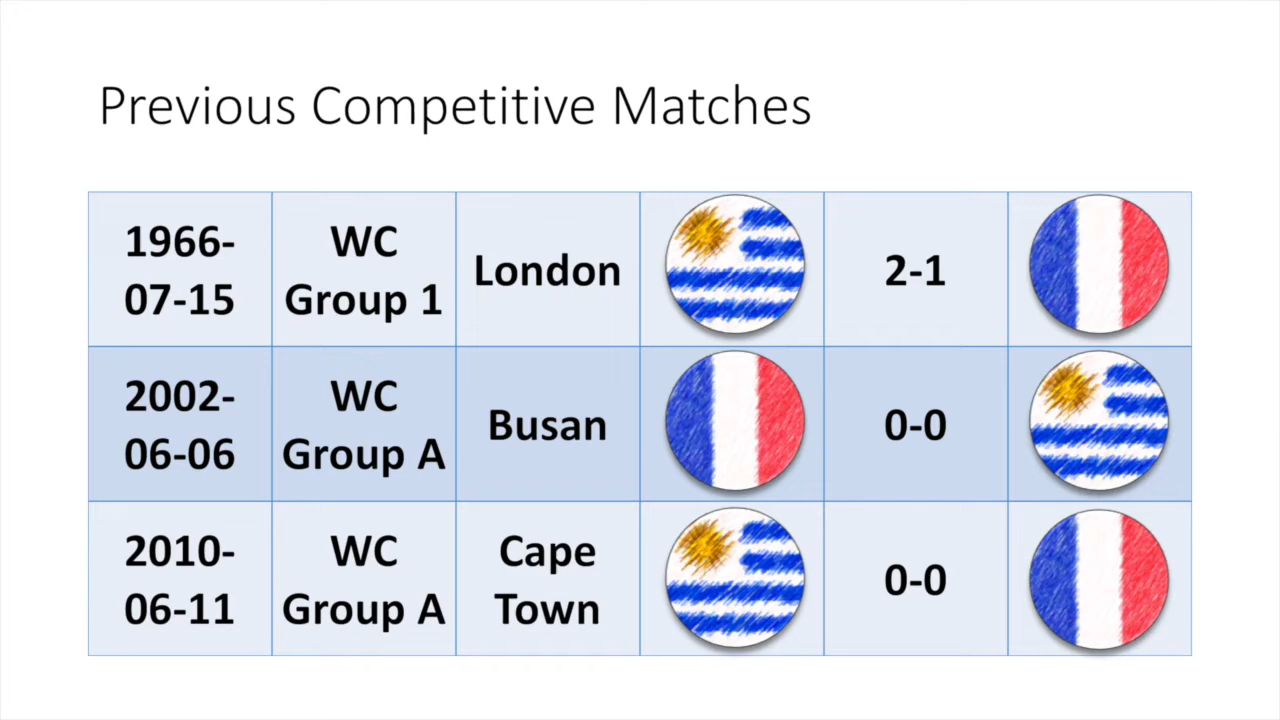 Previous Competitive Matches
1966-
07-15
WC
Group 1
London
2-1
2002-
06-06
WC
Group A
Busan
0-0
2010-
06-11
WC
Group A
Cape
Town
0-0